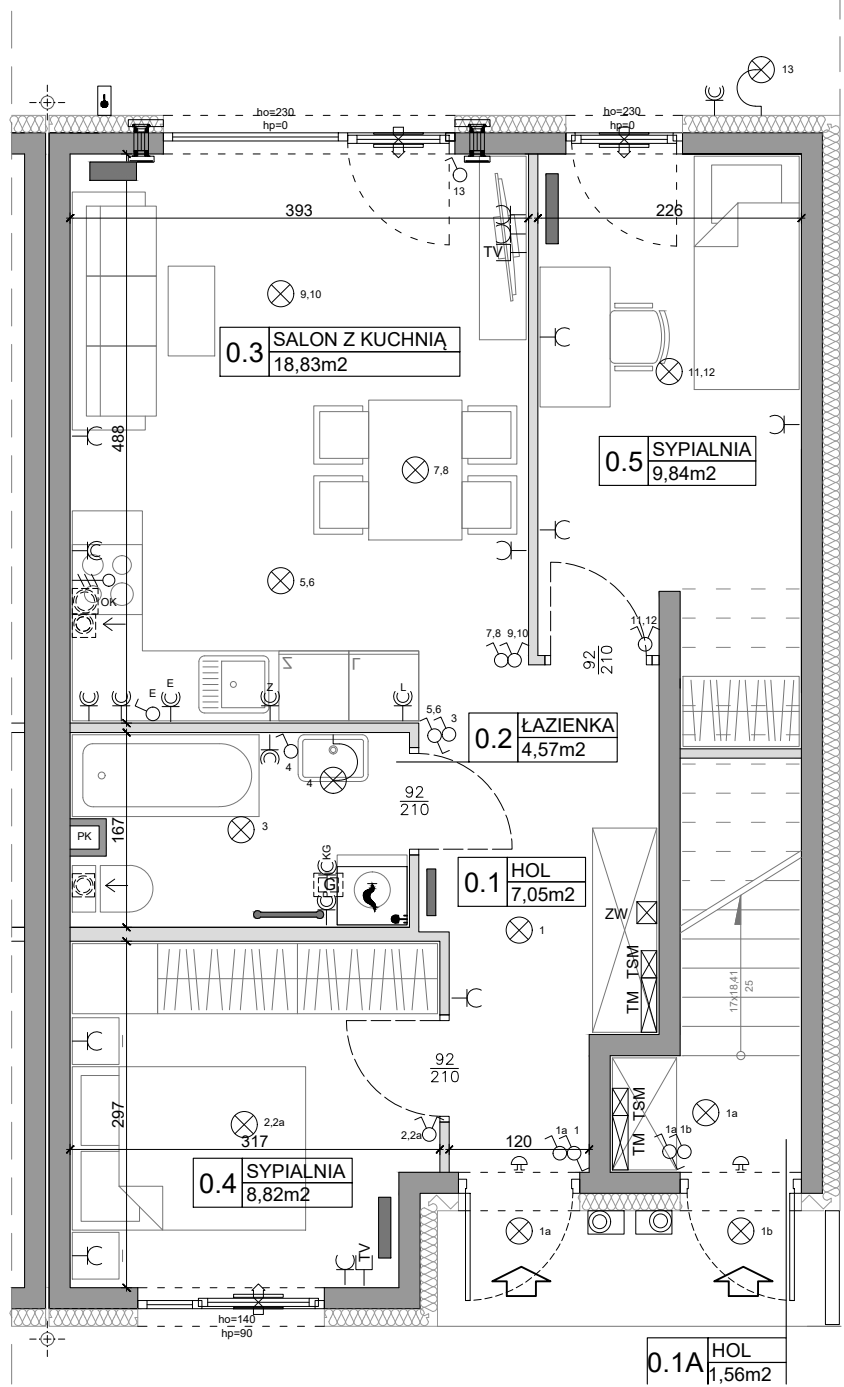 13
ho=230
hp=0
ho=230
hp=0
13
393
226
TV
9,10
0.3
SALON Z KUCHNIĄ
18,83m2
11,12
488
7,8
0.5
SYPIALNIA
9,84m2
5,6
OK
7,8 9,10
11,12
92
210
Z
L
E
E
Z
L
5,6
3
0.2
ŁAZIENKA
4,57m2
4
4
92
210
3
167
PK
KG
G
P
0.1
HOL
7,05m2
ZW
1
TM TSM
17x18,41
25
92
210
297
2,2a
317
2,2a
120
1a 1
TM TSM
1a
1a 1b
0.4
SYPIALNIA
8,82m2
TV
1a
1b
ho=140
hp=90
0.1A
HOL
1,56m2